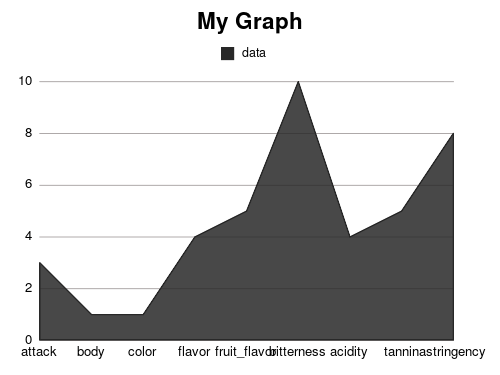 My Graph
data
10
8
6
4
2
0
attack body color flavor fruit_flavor bitterness acidity tannin astringency